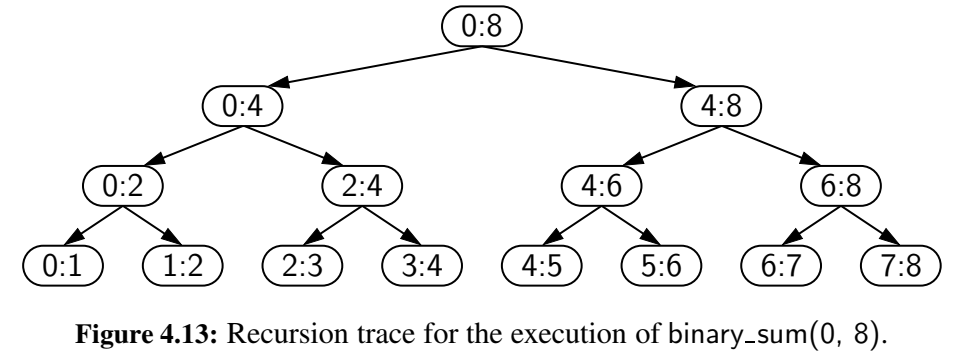 0:8
0:4 4:8
0:2 2:4 4:6 6:8
0:1 1:2 2:3 3:4 4:5 5:6 6:7 7:8
Figure 4.13: Recursion trace for the execution of binary_sum(0, 8).